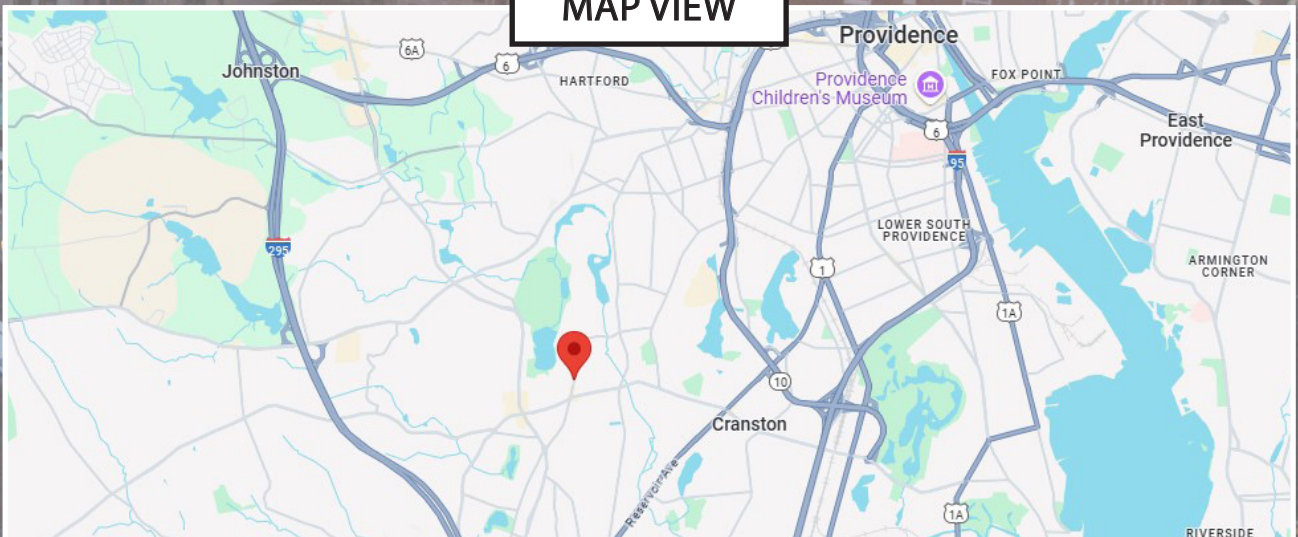 MAP VIEW
Providence
6A
Johnston
6
HARTFORD
Providence
Children's Museum
FOX POINT
East
Providence
6
95
LOWER SOUTH
PROVIDENCE
295
1
ARMINGTON
CORNER
1A
10
Cranston
Reservoir Ave
1A
RIVERSIDE